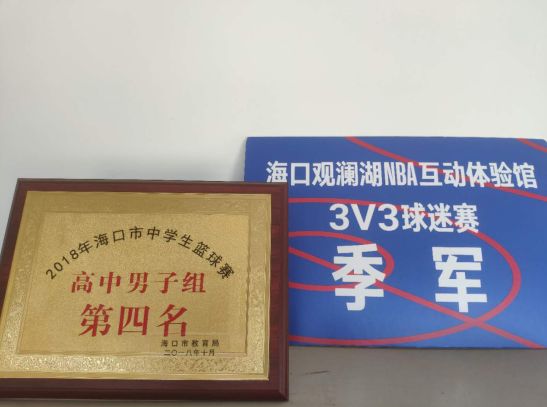 2018年海口市中学生篮球赛
高中男子组
第四名
海口市教育局
二〇一八年十月
海口观澜湖NBA互动体验馆
3V3球迷赛
季军